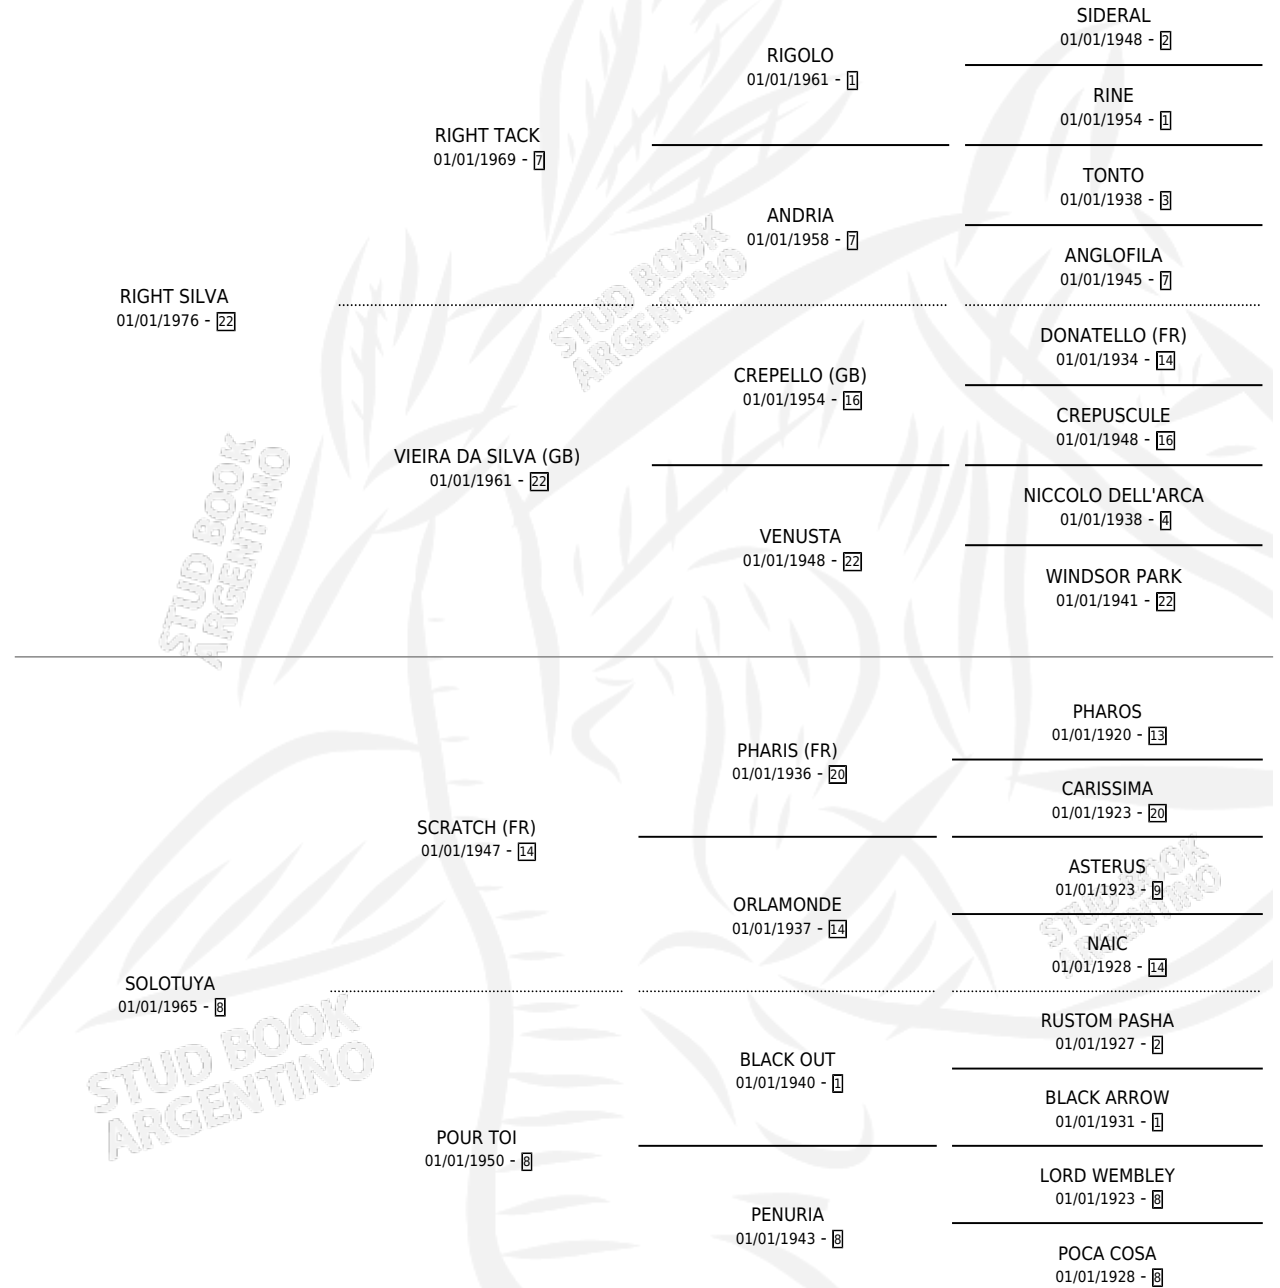 SIDERAL
01/01/1948 - 2
RIGOLO
01/01/1961 - 1
RINE
01/01/1954 - 1
RIGHT TACK
01/01/1969 - 7
TONTO
01/01/1938 - 3
ANDRIA
01/01/1958 - 7
ANGLOFILA
01/01/1945 - 7
RIGHT SILVA
01/01/1976 - 22
DONATELLO (FR)
01/01/1934 - 14
CREPELLO (GB)
01/01/1954 - 16
CREPUSCULE
01/01/1948 - 16
VIEIRA DA SILVA (GB)
01/01/1961 - 22
NICCOLO DELL'ARCA
01/01/1938 - 4
VENUSTA
01/01/1948 - 22
WINDSOR PARK
01/01/1941 - 22
STUD BOOK
ARGENTINO
STUD BOOK
ARGENTINO
PHAROS
01/01/1920 - 13
PHARIS (FR)
01/01/1936 - 20
CARISSIMA
01/01/1923 - 20
SCRATCH (FR)
01/01/1947 - 14
ASTERUS
01/01/1923 - 9
ORLAMONDE
01/01/1937 - 14
NAIC
01/01/1928 - 14
STUD BOOK
ARGENTINO
SOLOTUYA
01/01/1965 - 8
RUSTOM PASHA
01/01/1927 - 2
BLACK OUT
01/01/1940 - 1
BLACK ARROW
01/01/1931 - 1
POUR TOI
01/01/1950 - 8
LORD WEMBLEY
01/01/1923 - 8
PENURIA
01/01/1943 - 8
POCA COSA
01/01/1928 - 8
STUD BOOK
ARGENTINO